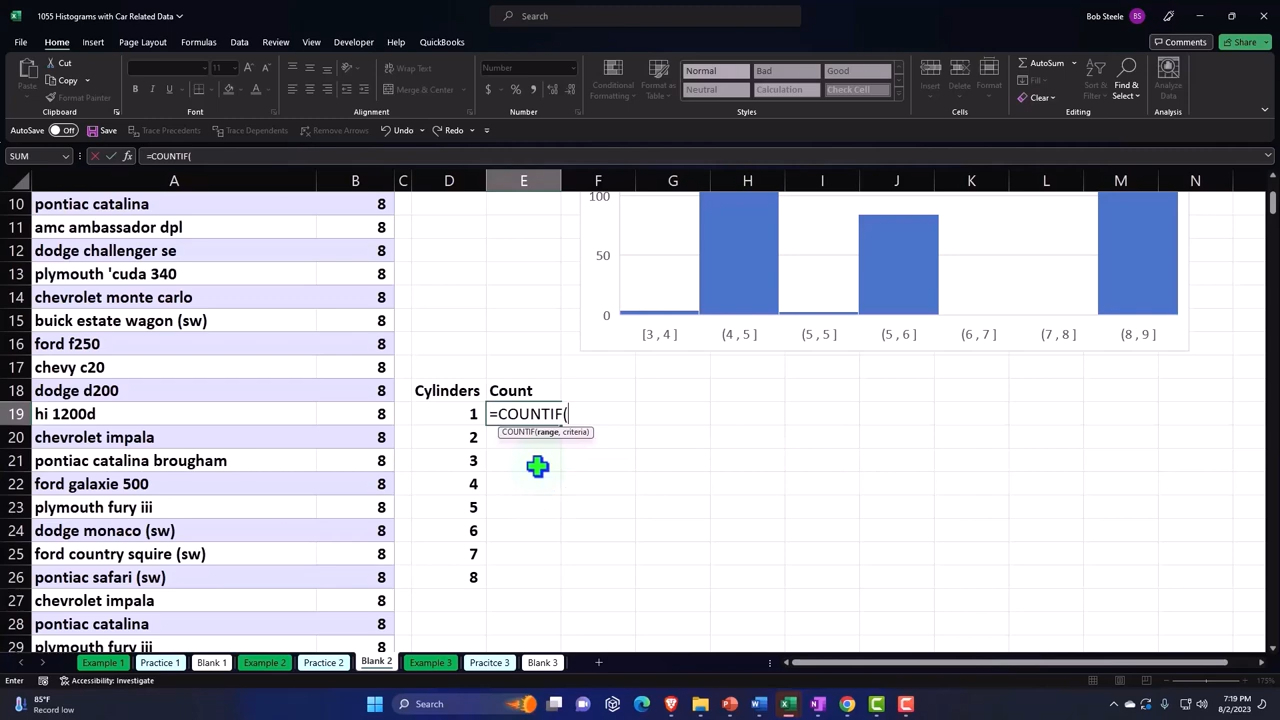 1055 Histograms with Car Related Data
Search
Bob Steele
BS
File
Home
Insert
Page Layout
Formulas
Data
Review
View
Developer
Help
QuickBooks
Comments
Share
Paste
Cut
Copy
Format Painter
Clipboard
11
Font
Wrap Text
Merge & Center
Alignment
Number
Number
Conditional Formatting
Format as Table
Normal
Bad
Good
Neutral
Calculation
Check Cell
Styles
Insert
Delete
Format
Cells
AutoSum
Clear
Sort & Filter
Find & Select
Editing
Analyze Data
Analysis
AutoSave
Off
Save
Trace Precedents
Trace Dependents
Remove Arrows
Undo
Redo
SUM
=COUNTIF(
A B C D E F G H I J K L M N
10 pontiac catalina 8
11 amc ambassador dpl 8
12 dodge challenger se 8
13 plymouth 'cuda 340 8
14 chevrolet monte carlo 8
15 buick estate wagon (sw) 8
16 ford f250 8
17 chevy c20 8
18 dodge d200 8 Cylinders Count
19 hi 1200d 8 1 =COUNTIF(
COUNTIF(range, criteria)
20 chevrolet impala 8 2
21 pontiac catalina brougham 8 3
22 ford galaxie 500 8 4
23 plymouth fury iii 8 5
24 dodge monaco (sw) 8 6
25 ford country squire (sw) 8 7
26 pontiac safari (sw) 8 8
27 chevrolet impala 8
28 pontiac catalina 8
29 plymouth fury iii 8
100
50
0
[3 , 4 ] (4 , 5 ] (5 , 5 ] (5 , 6 ] (6 , 7 ] (7 , 8 ] (8 , 9 ]
Example 1
Practice 1
Blank 1
Example 2
Practice 2
Blank 2
Example 3
Pracitce 3
Blank 3
Enter
Accessibility: Investigate
175%
85°F
Record low
Search
7:19 PM
8/2/2023